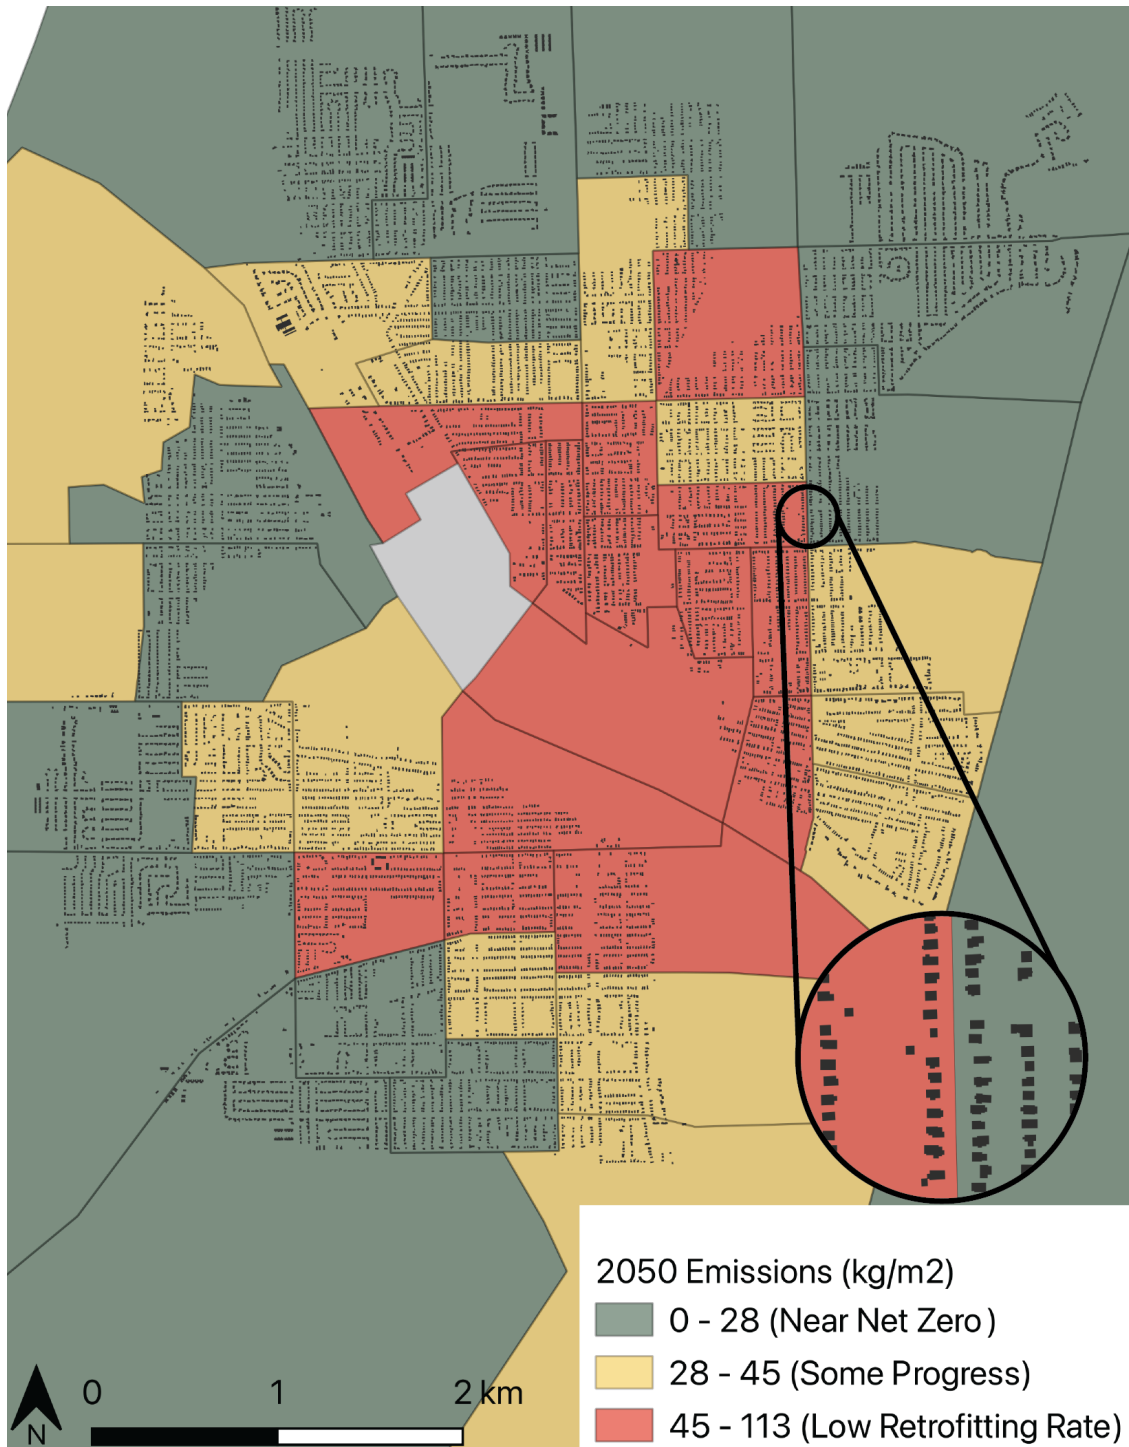 2050 Emissions (kg/m2)
0 - 28 (Near Net Zero)
28 - 45 (Some Progress)
45 - 113 (Low Retrofitting Rate)
0 1 2 km
N